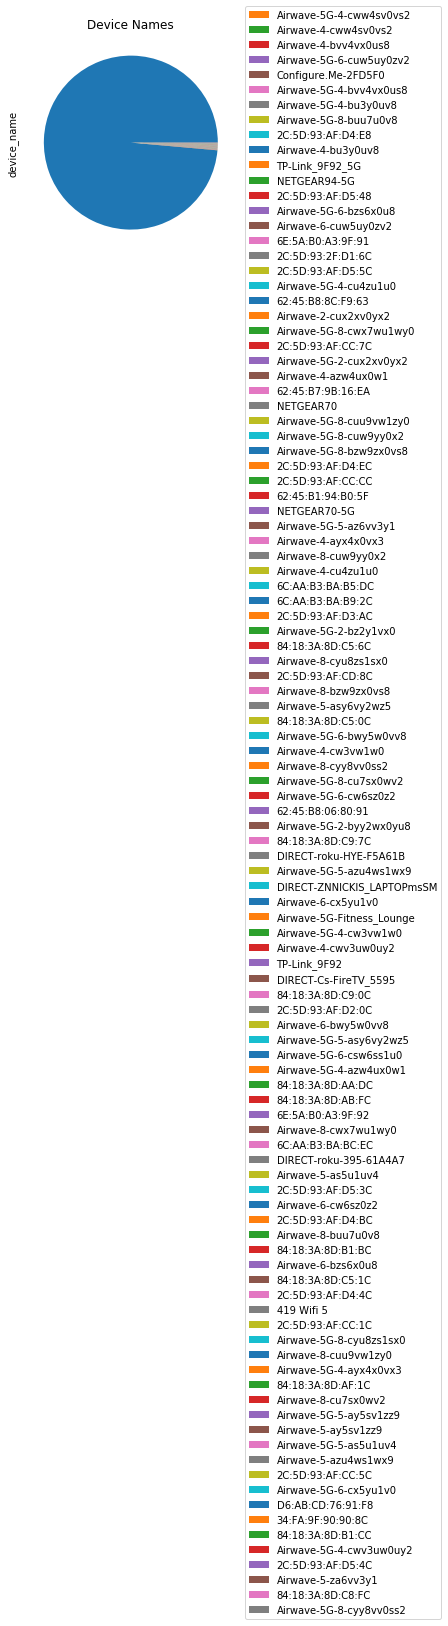 Device Names
device_name
Airwave-5G-4-cww4sv0vs2
Airwave-4-cww4sv0vs2
Airwave-4-bvv4vx0us8
Airwave-5G-6-cuw5uy0zv2
Configure.Me-2FD5F0
Airwave-5G-4-bvv4vx0us8
Airwave-5G-4-bu3y0uv8
Airwave-5G-8-buu7u0v8
2C:5D:93:AF:D4:E8
Airwave-4-bu3y0uv8
TP-Link_9F92_5G
NETGEAR94-5G
2C:5D:93:AF:D5:48
Airwave-5G-6-bzs6x0u8
Airwave-6-cuw5uy0zv2
6E:5A:B0:A3:9F:91
2C:5D:93:2F:D1:6C
2C:5D:93:AF:D5:5C
Airwave-5G-4-cu4zu1u0
62:45:B8:8C:F9:63
Airwave-2-cux2xv0yx2
Airwave-5G-8-cwx7wu1wy0
2C:5D:93:AF:CC:7C
Airwave-5G-2-cux2xv0yx2
Airwave-4-azw4ux0w1
62:45:B7:9B:16:EA
NETGEAR70
Airwave-5G-8-cuu9vw1zy0
Airwave-5G-8-cuw9yy0x2
Airwave-5G-8-bzw9zx0vs8
2C:5D:93:AF:D4:EC
2C:5D:93:AF:CC:CC
62:45:B1:94:B0:5F
NETGEAR70-5G
Airwave-5G-5-az6vv3y1
Airwave-4-ayx4x0vx3
Airwave-8-cuw9yy0x2
Airwave-4-cu4zu1u0
6C:AA:B3:BA:B5:DC
6C:AA:B3:BA:B9:2C
2C:5D:93:AF:D3:AC
Airwave-5G-2-bz2y1vx0
84:18:3A:8D:C5:6C
Airwave-8-cyu8zs1sx0
2C:5D:93:AF:CD:8C
Airwave-8-bzw9zx0vs8
Airwave-5-asy6vy2wz5
84:18:3A:8D:C5:0C
Airwave-5G-6-bwy5w0vv8
Airwave-4-cw3vw1w0
Airwave-8-cyy8vv0ss2
Airwave-5G-8-cu7sx0wv2
Airwave-5G-6-cw6sz0z2
62:45:B8:06:80:91
Airwave-5G-2-byy2wx0yu8
84:18:3A:8D:C9:7C
DIRECT-roku-HYE-F5A61B
Airwave-5G-5-azu4ws1wx9
DIRECT-ZNNICKIS_LAPTOPmsSM
Airwave-6-cx5yu1v0
Airwave-5G-Fitness_Lounge
Airwave-5G-4-cw3vw1w0
Airwave-4-cwv3uw0uy2
TP-Link_9F92
DIRECT-Cs-FireTV_5595
84:18:3A:8D:C9:0C
2C:5D:93:AF:D2:0C
Airwave-6-bwy5w0vv8
Airwave-5G-5-asy6vy2wz5
Airwave-5G-6-csw6ss1u0
Airwave-5G-4-azw4ux0w1
84:18:3A:8D:AA:DC
84:18:3A:8D:AB:FC
6E:5A:B0:A3:9F:92
Airwave-8-cwx7wu1wy0
6C:AA:B3:BA:BC:EC
DIRECT-roku-395-61A4A7
Airwave-5-as5u1uv4
2C:5D:93:AF:D5:3C
Airwave-6-cw6sz0z2
2C:5D:93:AF:D4:BC
Airwave-8-buu7u0v8
84:18:3A:8D:B1:BC
Airwave-6-bzs6x0u8
84:18:3A:8D:C5:1C
2C:5D:93:AF:D4:4C
419 Wifi 5
2C:5D:93:AF:CC:1C
Airwave-5G-8-cyu8zs1sx0
Airwave-8-cuu9vw1zy0
Airwave-5G-4-ayx4x0vx3
84:18:3A:8D:AF:1C
Airwave-8-cu7sx0wv2
Airwave-5G-5-ay5sv1zz9
Airwave-5-ay5sv1zz9
Airwave-5G-5-as5u1uv4
Airwave-5-azu4ws1wx9
2C:5D:93:AF:CC:5C
Airwave-5G-6-cx5yu1v0
D6:AB:CD:76:91:F8
34:FA:9F:90:90:8C
84:18:3A:8D:B1:CC
Airwave-5G-4-cwv3uw0uy2
2C:5D:93:AF:D5:4C
Airwave-5-za6vv3y1
84:18:3A:8D:C8:FC
Airwave-5G-8-cyy8vv0ss2